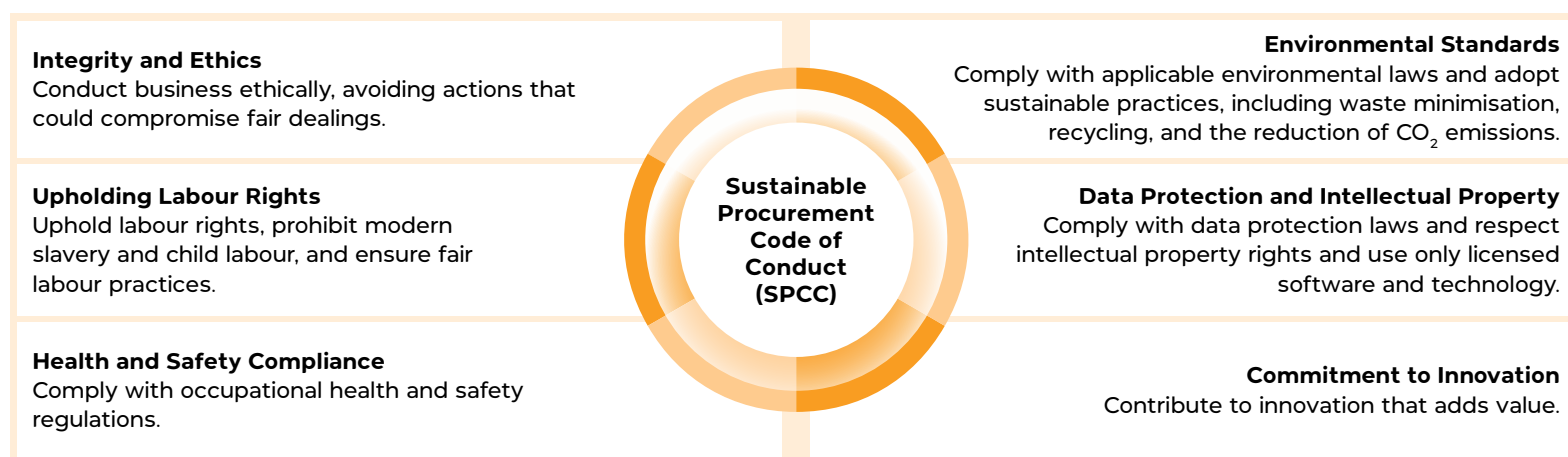 Integrity and Ethics
Conduct business ethically, avoiding actions that
could compromise fair dealings.
Upholding Labour Rights
Uphold labour rights, prohibit modern
slavery and child labour, and ensure fair
labour practices.
Health and Safety Compliance
Comply with occupational health and safety
regulations.
Sustainable
Procurement
Code of
Conduct
(SPCC)
Environmental Standards
Comply with applicable environmental laws and adopt
sustainable practices, including waste minimisation,
recycling, and the reduction of CO₂ emissions.
Data Protection and Intellectual Property
Comply with data protection laws and respect
intellectual property rights and use only licensed
software and technology.
Commitment to Innovation
Contribute to innovation that adds value.